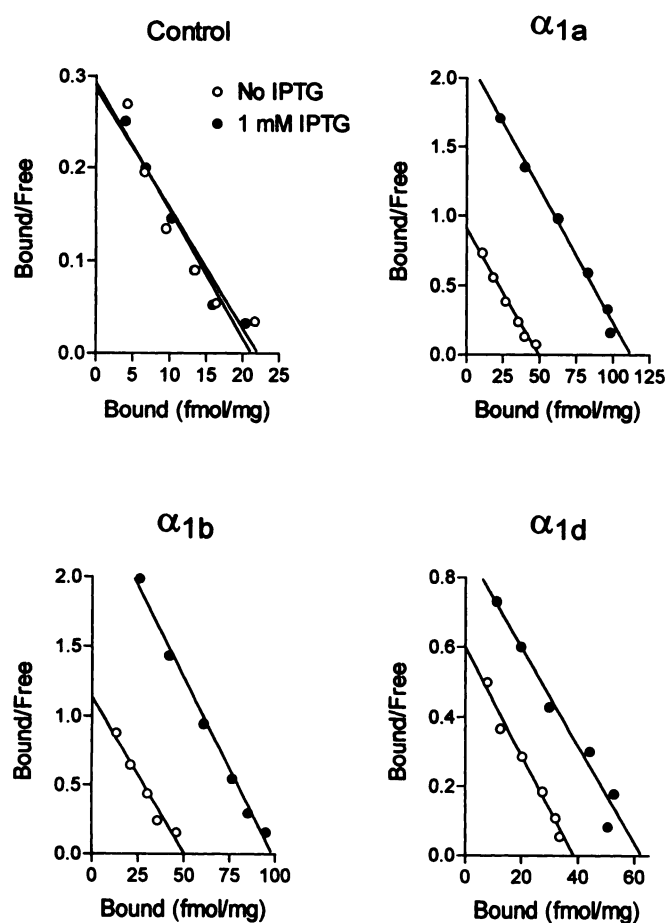 Control
0.3
0.2
0.1
0.0
Bound/Free
0 5 10 15 20 25
Bound (fmol/mg)
No IPTG
1 mM IPTG
α1a
2.0
1.5
1.0
0.5
0.0
Bound/Free
0 25 50 75 100 125
Bound (fmol/mg)
α1b
2.0
1.5
1.0
0.5
0.0
Bound/Free
0 25 50 75 100
Bound (fmol/mg)
α1d
0.8
0.6
0.4
0.2
0.0
Bound/Free
0 20 40 60
Bound (fmol/mg)